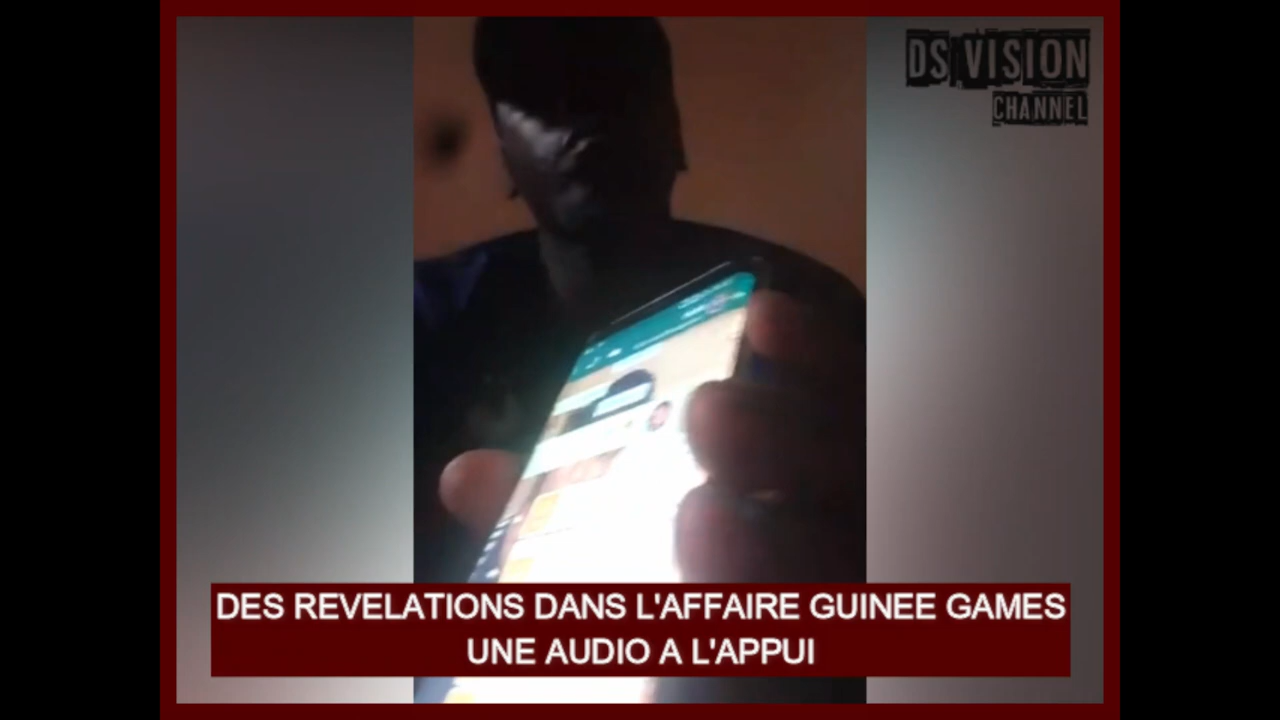 DS VISION
CHANNEL
DES REVELATIONS DANS L'AFFAIRE GUINEE GAMES
UNE AUDIO A L'APPUI